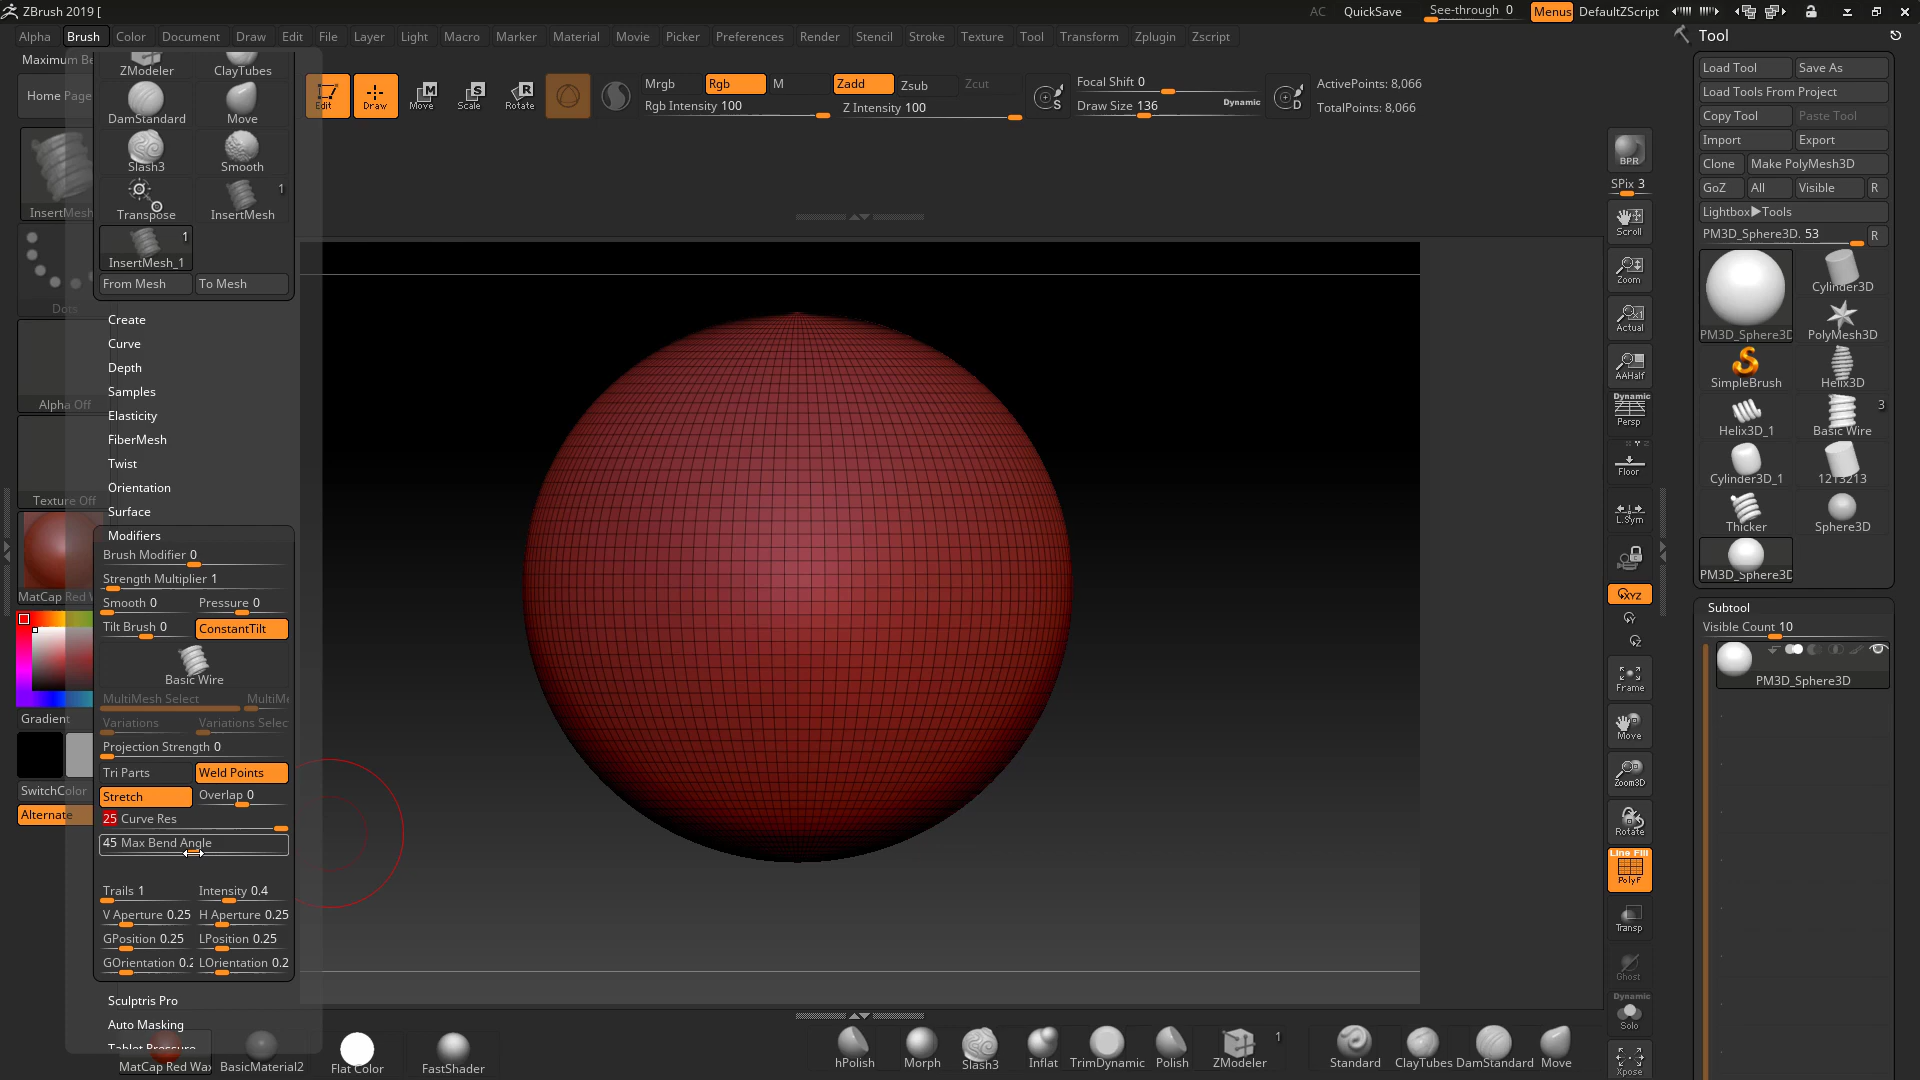 ZBrush 2019 [
AC QuickSave See-through 0 Menus DefaultZScript
Alpha Brush Color Document Draw Edit File Layer Light Macro Marker Material Movie Picker Preferences Render Stencil Stroke Texture Tool Transform Zplugin Zscript
Maximum Be
Home Page
InsertMesh
Dots
Alpha Off
Texture Off
MatCap Red W
Gradient
SwitchColor
Alternate
ZModeler ClayTubes
DamStandard Move
Slash3 Smooth
Transpose InsertMesh 1
InsertMesh_1 1
From Mesh To Mesh
Create
Curve
Depth
Samples
Elasticity
FiberMesh
Twist
Orientation
Surface
Modifiers
Brush Modifier 0
Strength Multiplier 1
Smooth 0 Pressure 0
Tilt Brush 0 ConstantTilt
Basic Wire
MultiMesh Select MultiMe
Variations Variations Selec
Projection Strength 0
Tri Parts Weld Points
Stretch Overlap 0
25 Curve Res
45 Max Bend Angle
Trails 1 Intensity 0.4
V Aperture 0.25 H Aperture 0.25
GPosition 0.25 LPosition 0.25
GOrientation 0.2 LOrientation 0.2
Sculptris Pro
Auto Masking
Tablet Pressure
Edit Draw Move Scale Rotate
Mrgb Rgb M Zadd Zsub Zcut
Rgb Intensity 100 Z Intensity 100
S Focal Shift 0
Draw Size 136 Dynamic
D ActivePoints: 8,066
TotalPoints: 8,066
BPR
SPix 3
Scroll
Zoom
Actual
AAHalf
Dynamic
Persp
Floor
L.Sym
XYZ
Y
Z
Frame
Move
Zoom3D
Rotate
Line Fill
PolyF
Transp
Ghost
Dynamic
Solo
Xpose
Tool
Load Tool Save As
Load Tools From Project
Copy Tool Paste Tool
Import Export
Clone Make PolyMesh3D
GoZ All Visible R
Lightbox▶Tools
PM3D_Sphere3D. 53 R
PM3D_Sphere3D Cylinder3D
PolyMesh3D
SimpleBrush Helix3D
Helix3D_1 Basic Wire 3
Cylinder3D_1 1213213
Thicker Sphere3D
PM3D_Sphere3D
Subtool
Visible Count 10
PM3D_Sphere3D
MatCap Red Wax BasicMaterial2 Flat Color FastShader
hPolish Morph Slash3 Inflat TrimDynamic Polish ZModeler 1 Standard ClayTubes DamStandard Move